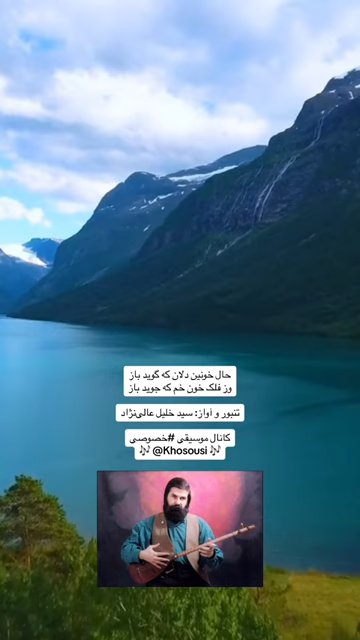 حال خونین دلان که گوید باز
وز فلک خون خم که جوید باز
تنبور و آواز: سید خلیل عالی‌نژاد
کانال موسیقی #خصوصی
🎶 @Khosousi 🎶